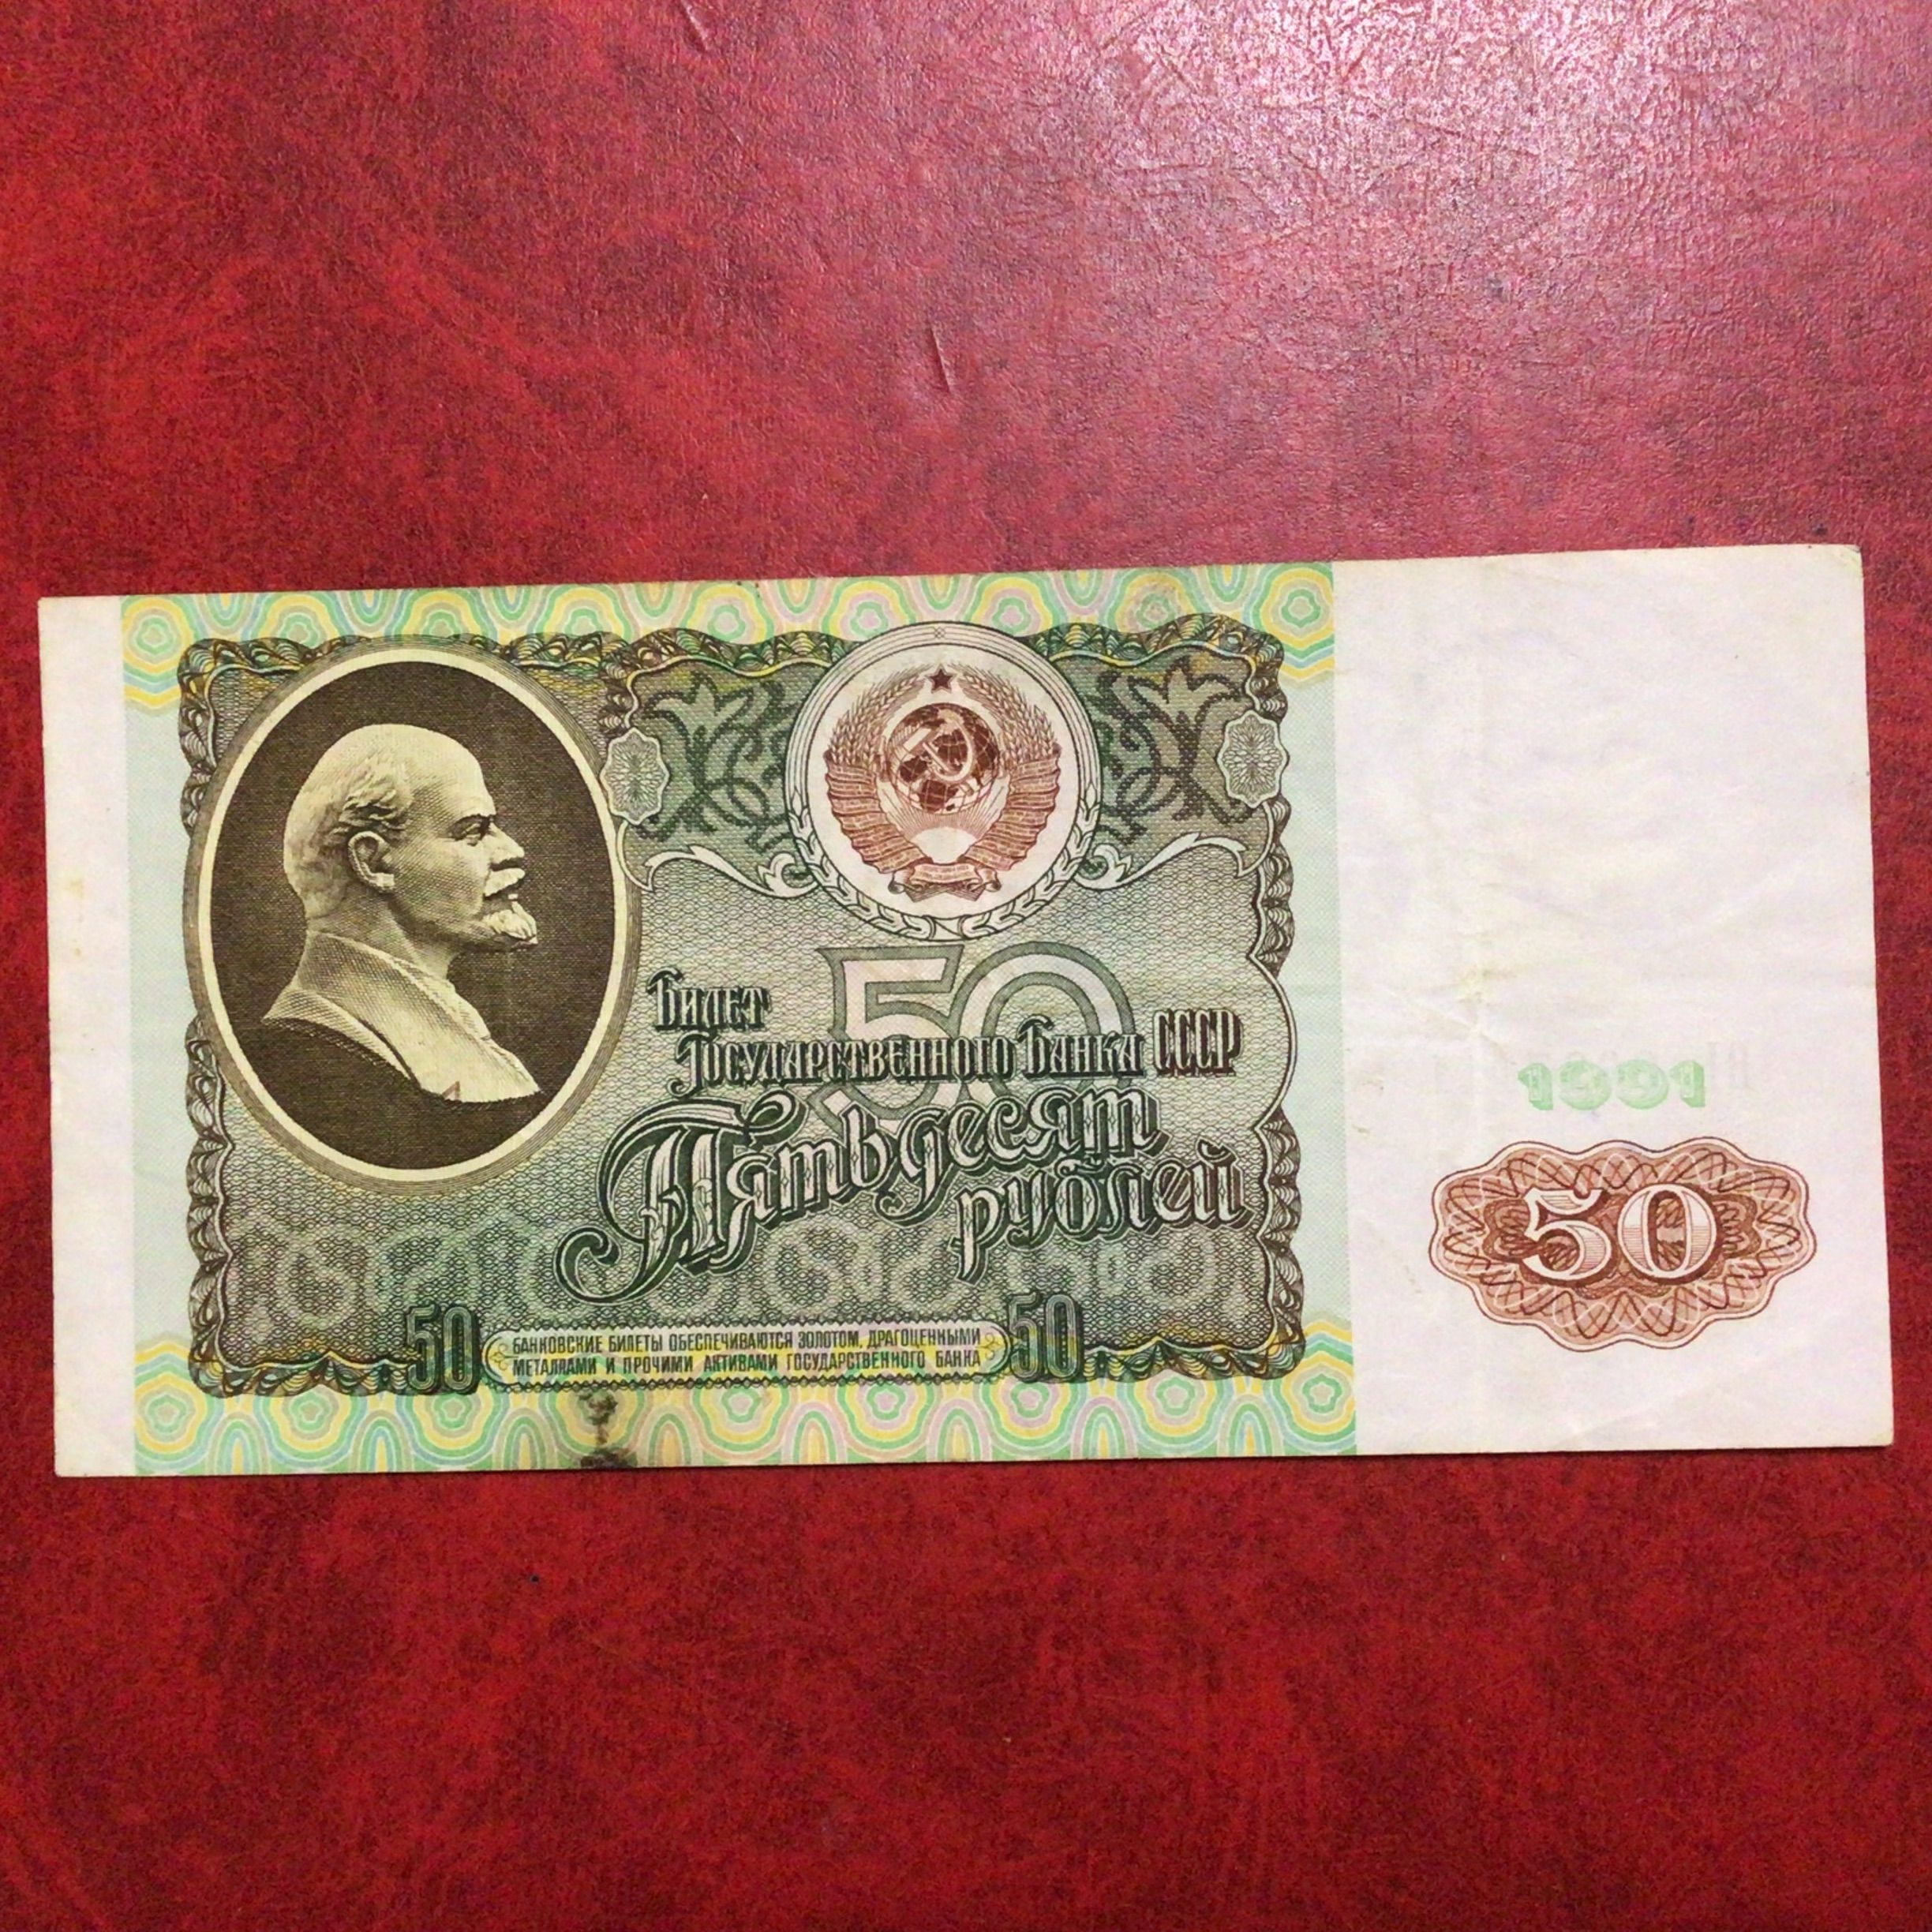 50
Билет
Государственного Банка СССР
Пятьдесят
рублей
1991
50
50
БАНКОВСКИЕ БИЛЕТЫ ОБЕСПЕЧИВАЮТСЯ ЗОЛОТОМ, ДРАГОЦЕННЫМИ
МЕТАЛЛАМИ И ПРОЧИМИ АКТИВАМИ ГОСУДАРСТВЕННОГО БАНКА
50